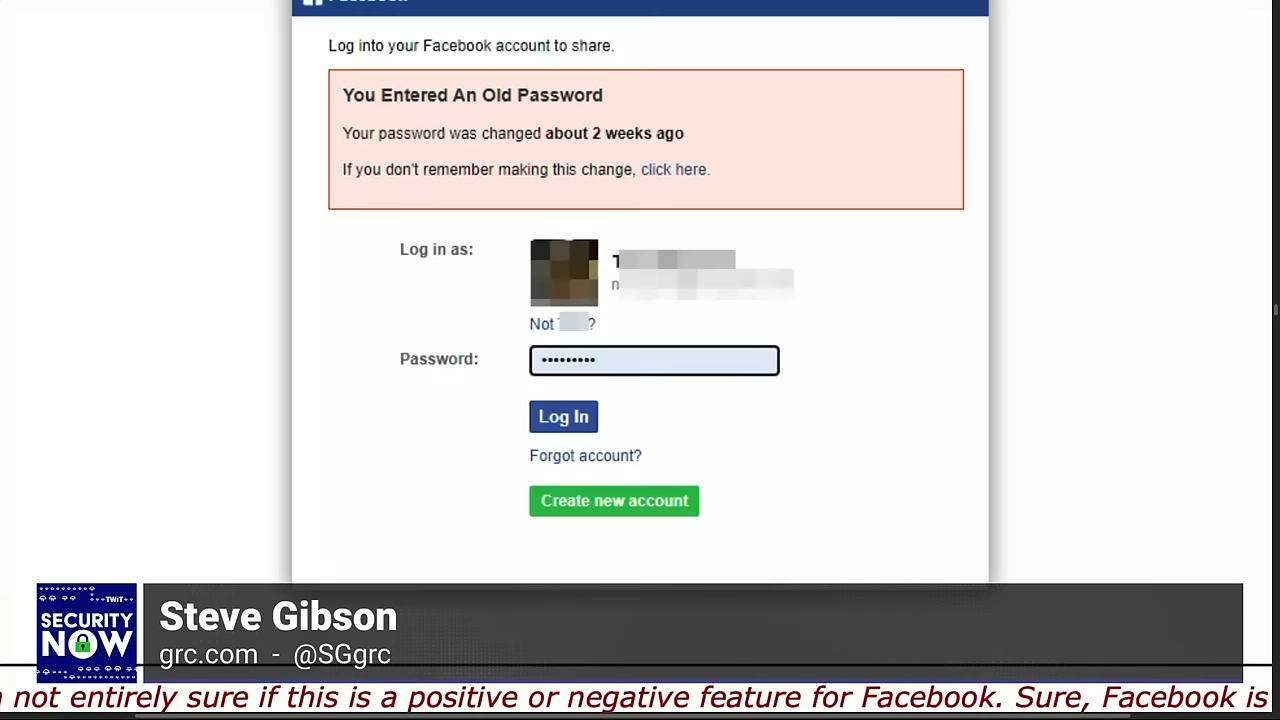 Log into your Facebook account to share.
You Entered An Old Password
Your password was changed about 2 weeks ago
If you don't remember making this change, click here.
Log in as:
Not ?
Password:
Log In
Forgot account?
Create new account
TWiT
SECURITY
NOW
Steve Gibson
grc.com - @SGgrc
not entirely sure if this is a positive or negative feature for Facebook. Sure, Facebook is